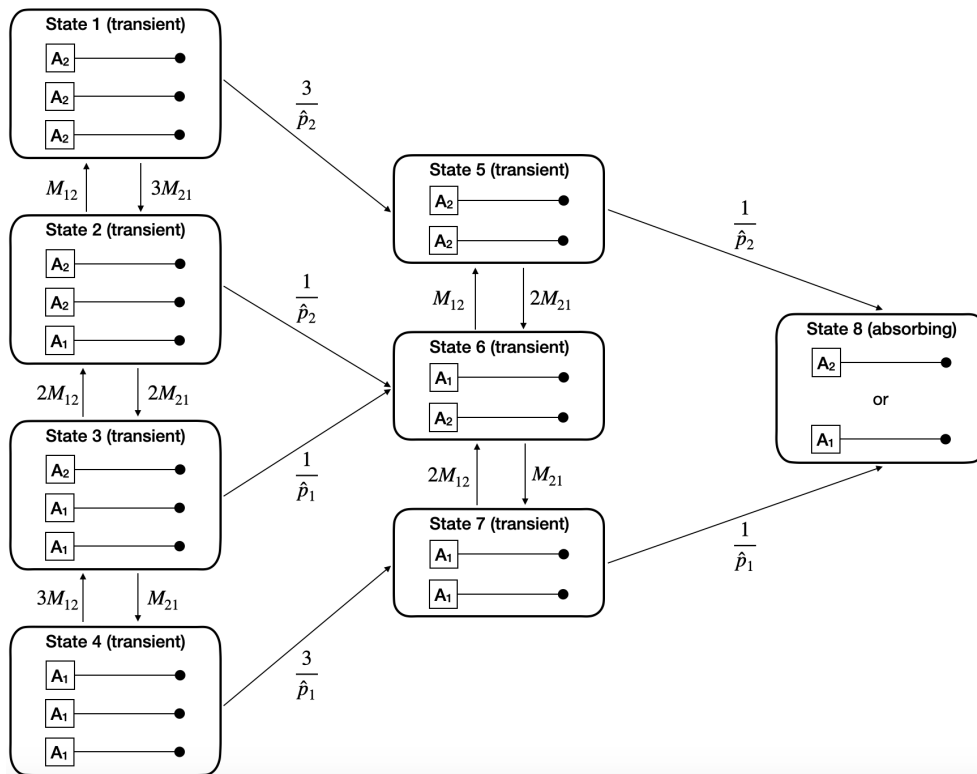 State 1 (transient)
A₂
A₂
A₂
M₁₂
3M₂₁
State 2 (transient)
A₂
A₂
A₁
2M₁₂
2M₂₁
State 3 (transient)
A₂
A₁
A₁
3M₁₂
M₂₁
State 4 (transient)
A₁
A₁
A₁
3
p̂₂
1
p̂₂
1
p̂₁
3
p̂₁
State 5 (transient)
A₂
A₂
M₁₂
2M₂₁
State 6 (transient)
A₁
A₂
2M₁₂
M₂₁
State 7 (transient)
A₁
A₁
1
p̂₂
1
p̂₁
State 8 (absorbing)
A₂
or
A₁